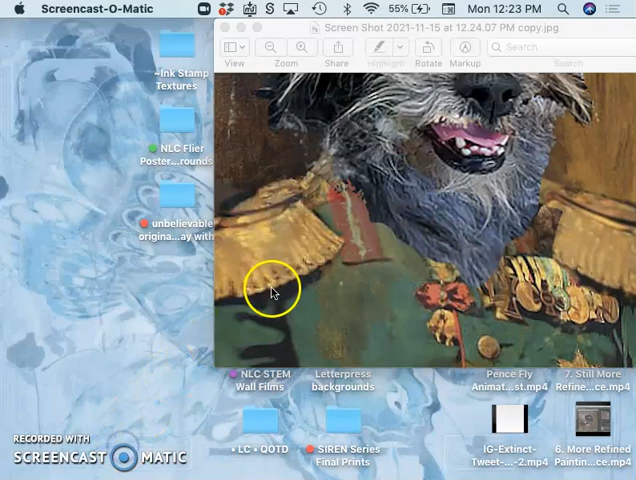 Screencast-O-Matic
55%
Mon 12:23 PM
Screen Shot 2021-11-15 at 12.24.07 PM copy.jpg
View
Zoom
Share
Highlight
Rotate
Markup
Search
Search
~Ink Stamp
Textures
NLC Flier
Poster...rounds
unbelievable
origina...ay with
NLC STEM
Wall Films
Letterpress
backgrounds
Pence Fly
Animat...st.mp4
7. Still More
Refine...ce.mp4
• LC • QOTD
SIREN Series
Final Prints
IG-Extinct-
Tweet-...-2.mp4
6. More Refined
Paintin...ce.mp4
RECORDED WITH
SCREENCAST MATIC